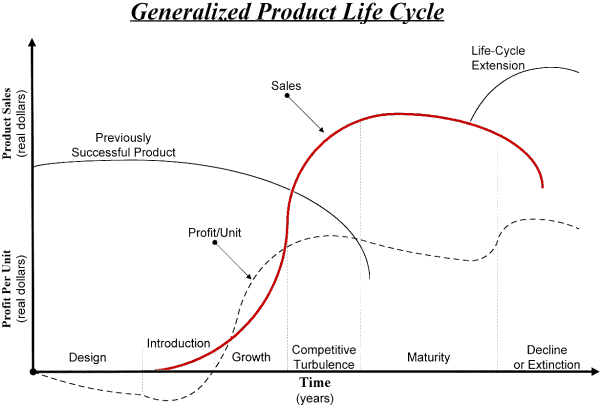 Generalized Product Life Cycle
Product Sales
(real dollars)
Profit Per Unit
(real dollars)
Life-Cycle
Extension
Sales
Previously
Successful Product
Profit/Unit
Design
Introduction
Growth
Competitive
Turbulence
Maturity
Decline
or Extinction
Time
(years)